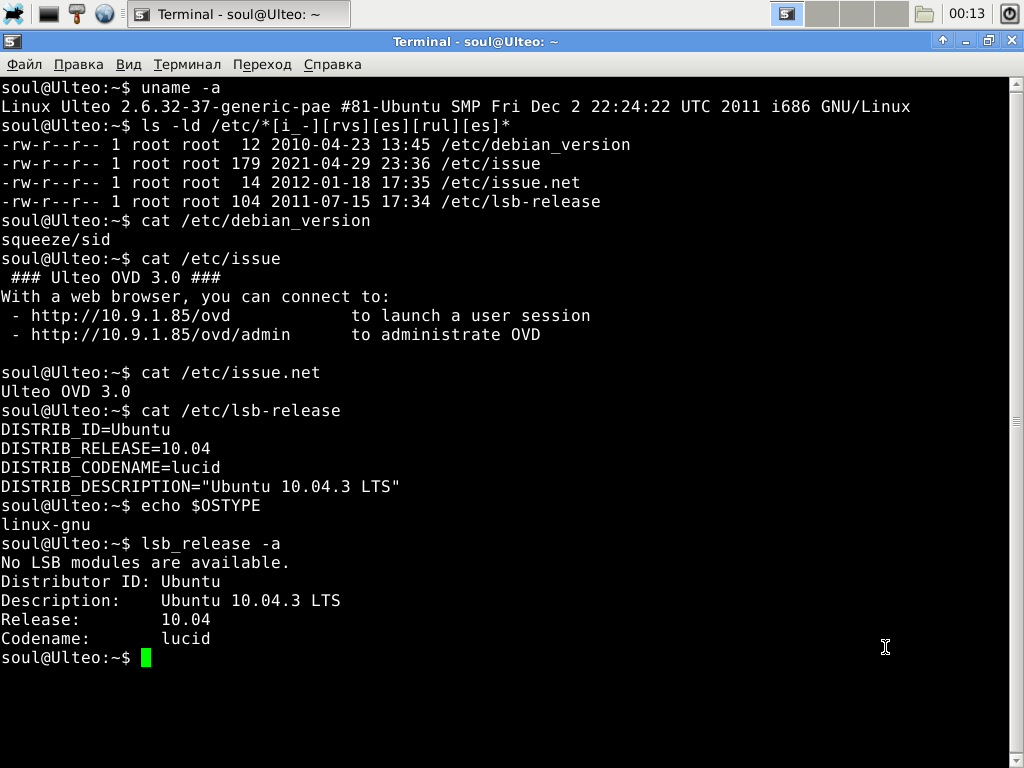 Terminal - soul@Ulteo: ~
00:13
Terminal - soul@Ulteo: ~
Файл Правка Вид Терминал Переход Справка
soul@Ulteo:~$ uname -a
Linux Ulteo 2.6.32-37-generic-pae #81-Ubuntu SMP Fri Dec 2 22:24:22 UTC 2011 i686 GNU/Linux
soul@Ulteo:~$ ls -ld /etc/*[i_-][rvs][es][rul][es]*
-rw-r--r-- 1 root root  12 2010-04-23 13:45 /etc/debian_version
-rw-r--r-- 1 root root 179 2021-04-29 23:36 /etc/issue
-rw-r--r-- 1 root root  14 2012-01-18 17:35 /etc/issue.net
-rw-r--r-- 1 root root 104 2011-07-15 17:34 /etc/lsb-release
soul@Ulteo:~$ cat /etc/debian_version
squeeze/sid
soul@Ulteo:~$ cat /etc/issue
 ### Ulteo OVD 3.0 ###
With a web browser, you can connect to:
 - http://10.9.1.85/ovd            to launch a user session
 - http://10.9.1.85/ovd/admin      to administrate OVD
soul@Ulteo:~$ cat /etc/issue.net
Ulteo OVD 3.0
soul@Ulteo:~$ cat /etc/lsb-release
DISTRIB_ID=Ubuntu
DISTRIB_RELEASE=10.04
DISTRIB_CODENAME=lucid
DISTRIB_DESCRIPTION="Ubuntu 10.04.3 LTS"
soul@Ulteo:~$ echo $OSTYPE
linux-gnu
soul@Ulteo:~$ lsb_release -a
No LSB modules are available.
Distributor ID: Ubuntu
Description:    Ubuntu 10.04.3 LTS
Release:        10.04
Codename:       lucid
soul@Ulteo:~$